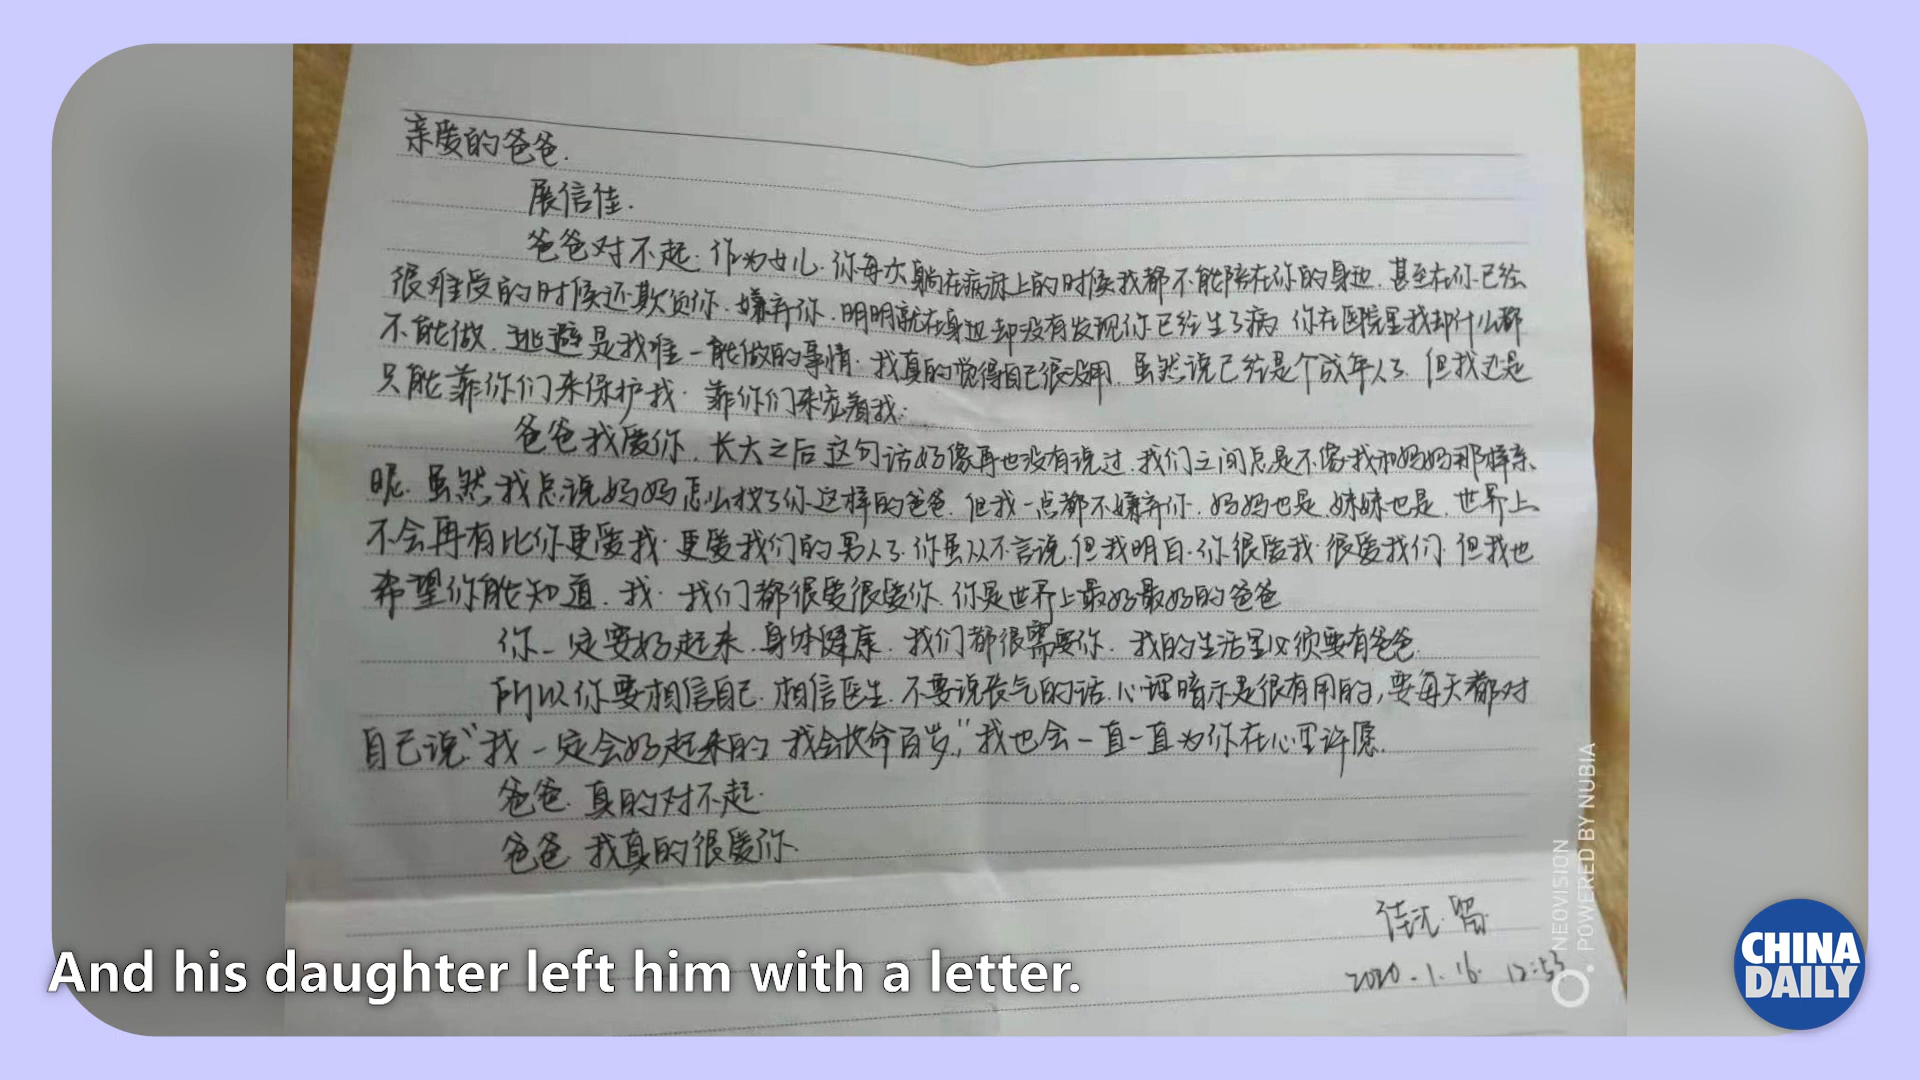 亲爱的爸爸.
展信佳.
爸爸对不起.作为女儿.你每次躺在病床上的时候我都不能陪在你的身边.甚至在你已经
很难受的时候还欺负你.嫌弃你.明明就在身边却没有发现你已经生了病.你在医院里我却什么都
不能做.逃避是我唯一能做的事情.我真的觉得自己很没用.虽然说已经是个成年人了.但我还是
只能靠你们来保护我.靠你们来宠着我.
爸爸我爱你.长大之后这句话好像再也没有说过.我们之间总是不像我和妈妈那样亲
昵.虽然我总说妈妈怎么找了你这样的爸爸.但我一点都不嫌弃你.妈妈也是.妹妹也是.世界上
不会再有比你更爱我.更爱我们的男人了.你虽从不言说.但我明白.你很爱我.很爱我们.但我也
希望你能知道.我.我们都很爱很爱你.你是世界上最好最好的爸爸
你一定要好起来.身体健康.我们都很需要你.我的生活里必须要有爸爸.
所以你要相信自己.相信医生.不要说丧气的话.心理暗示是很有用的,要每天都对
自己说"我一定会好起来的 我会长命百岁,"我也会一直一直为你在心里许愿.
爸爸.真的对不起.
爸爸 我真的很爱你.
留.
2020.1.16. 12:53
NEOVISION
POWERED BY NUBIA
And his daughter left him with a letter.
CHINA
DAILY